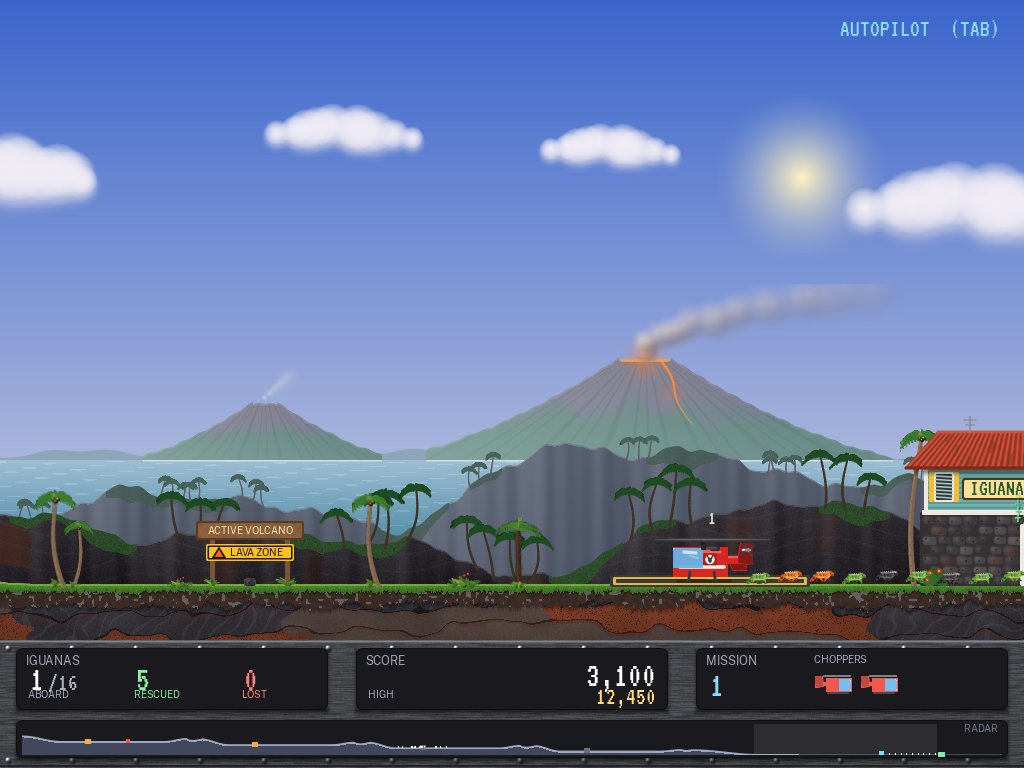 AUTOPILOT (TAB)
ACTIVE VOLCANO
LAVA ZONE
1
IGUANA
IGUANAS
1/16
ABOARD
5
RESCUED
0
LOST
SCORE
3,100
HIGH
12,450
MISSION
1
CHOPPERS
RADAR